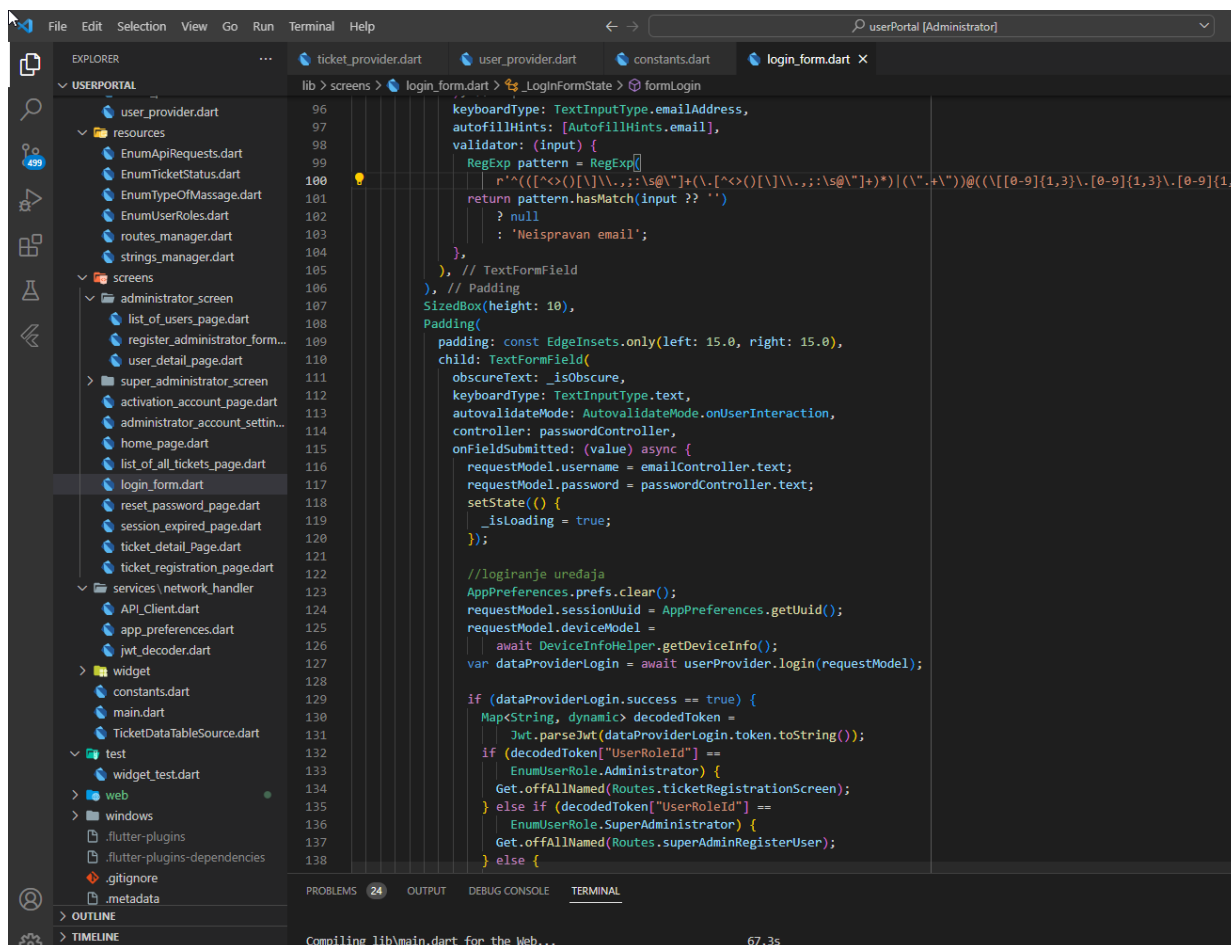 File Edit Selection View Go Run Terminal Help
userPortal [Administrator]
EXPLORER
USERPORTAL
user_provider.dart
resources
EnumApiRequests.dart
EnumTicketStatus.dart
EnumTypeOfMassage.dart
EnumUserRoles.dart
routes_manager.dart
strings_manager.dart
screens
administrator_screen
list_of_users_page.dart
register_administrator_form...
user_detail_page.dart
super_administrator_screen
activation_account_page.dart
administrator_account_settin...
home_page.dart
list_of_all_tickets_page.dart
login_form.dart
reset_password_page.dart
session_expired_page.dart
ticket_detail_Page.dart
ticket_registration_page.dart
services\network_handler
API_Client.dart
app_preferences.dart
jwt_decoder.dart
widget
constants.dart
main.dart
TicketDataTableSource.dart
test
widget_test.dart
web
windows
.flutter-plugins
.flutter-plugins-dependencies
.gitignore
.metadata
OUTLINE
TIMELINE
499
ticket_provider.dart user_provider.dart constants.dart login_form.dart
lib > screens > login_form.dart > _LogInFormState > formLogin
96 keyboardType: TextInputType.emailAddress,
97 autofillHints: [AutofillHints.email],
98 validator: (input) {
99 RegExp pattern = RegExp(
100 r'^(([^<>()[\]\\.,;:\s@\"]+(\.[^<>()[\]\\.,;:\s@\"]+)*)|(\".+\"))@((\[[0-9]{1,3}\.[0-9]{1,3}\.[0-9]{1,
101 return pattern.hasMatch(input ?? '')
102 ? null
103 : 'Neispravan email';
104 },
105 ), // TextFormField
106 ), // Padding
107 SizedBox(height: 10),
108 Padding(
109 padding: const EdgeInsets.only(left: 15.0, right: 15.0),
110 child: TextFormField(
111 obscureText: _isObscure,
112 keyboardType: TextInputType.text,
113 autovalidateMode: AutovalidateMode.onUserInteraction,
114 controller: passwordController,
115 onFieldSubmitted: (value) async {
116 requestModel.username = emailController.text;
117 requestModel.password = passwordController.text;
118 setState(() {
119 _isLoading = true;
120 });
121
122 //logiranje uređaja
123 AppPreferences.prefs.clear();
124 requestModel.sessionUuid = AppPreferences.getUuid();
125 requestModel.deviceModel =
126 await DeviceInfoHelper.getDeviceInfo();
127 var dataProviderLogin = await userProvider.login(requestModel);
128
129 if (dataProviderLogin.success == true) {
130 Map<String, dynamic> decodedToken =
131 Jwt.parseJwt(dataProviderLogin.token.toString());
132 if (decodedToken["UserRoleId"] ==
133 EnumUserRole.Administrator) {
134 Get.offAllNamed(Routes.ticketRegistrationScreen);
135 } else if (decodedToken["UserRoleId"] ==
136 EnumUserRole.SuperAdministrator) {
137 Get.offAllNamed(Routes.superAdminRegisterUser);
138 } else {
PROBLEMS 24 OUTPUT DEBUG CONSOLE TERMINAL
Compiling lib\main.dart for the Web... 67.3s